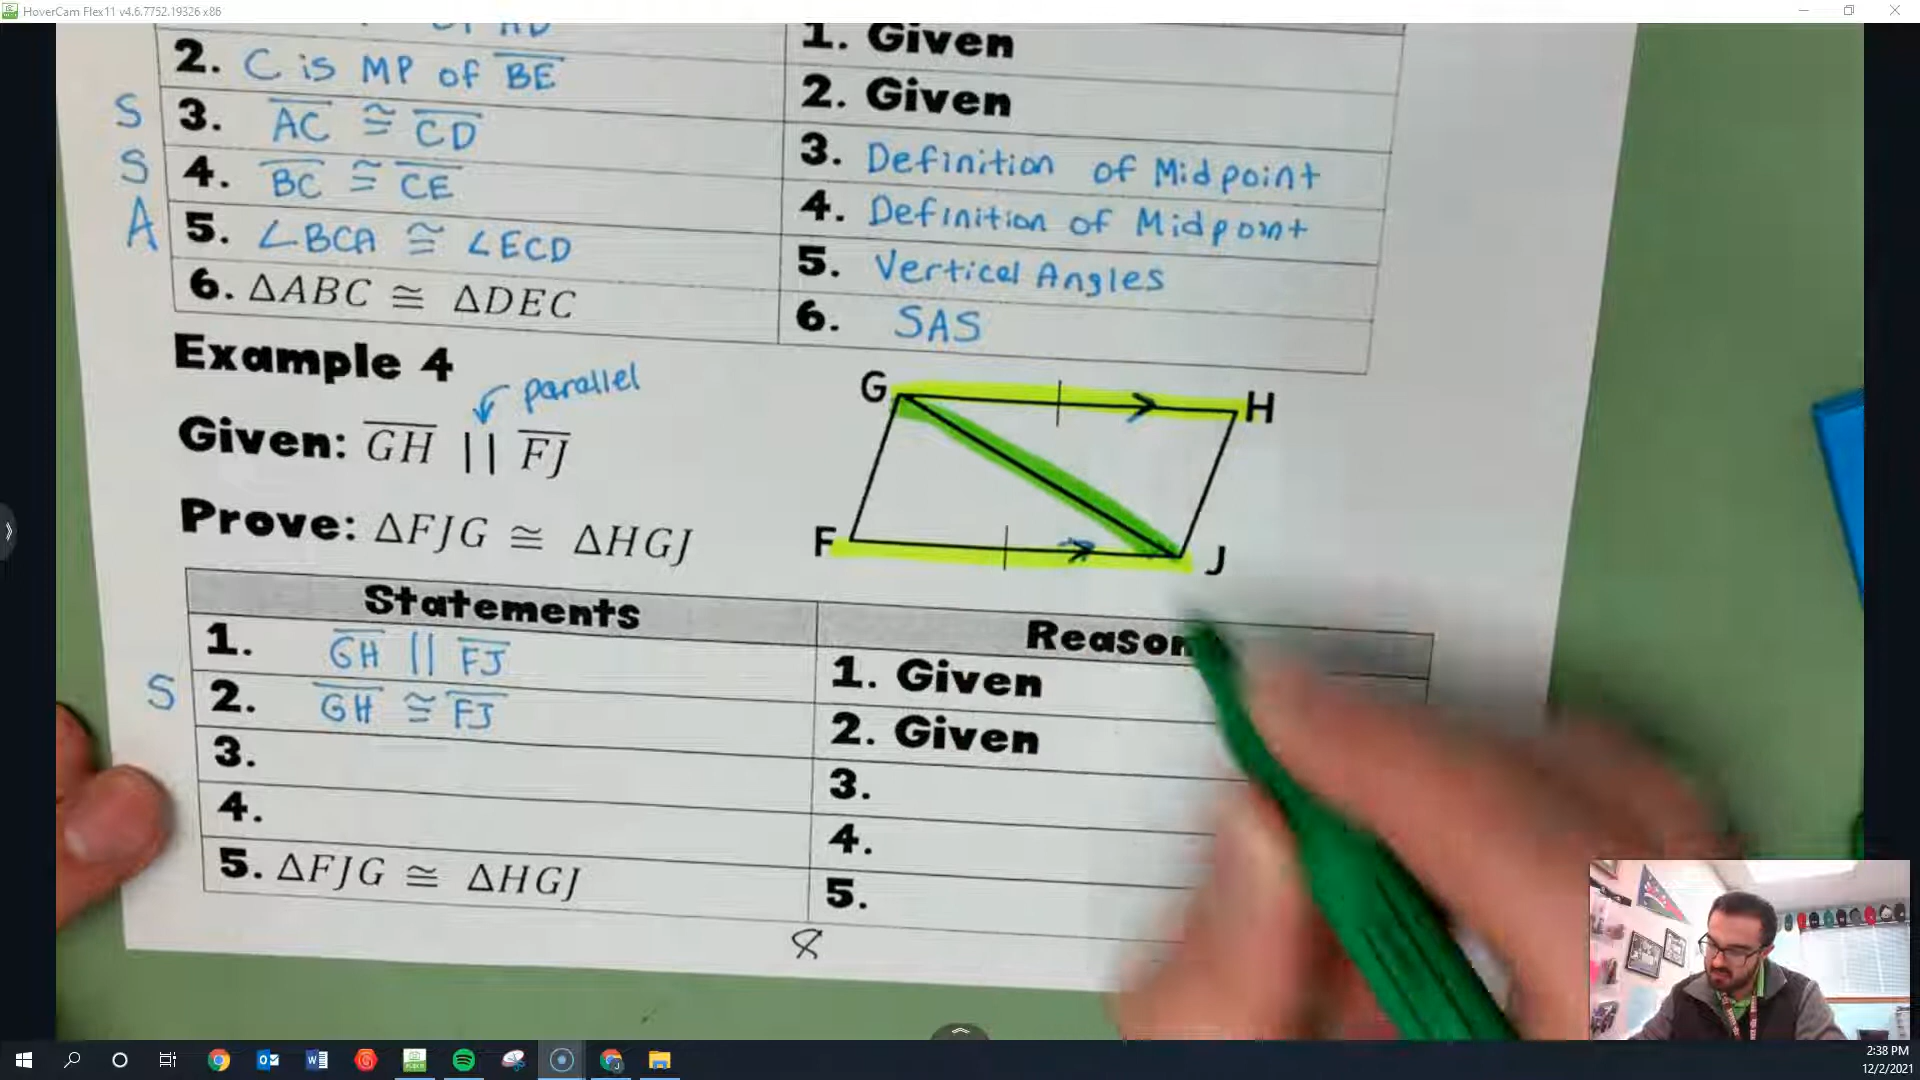 HoverCam Flex11 v4.6.7752.19326 x86
of AD
1. Given
2. C is MP of BE
2. Given
S 3. AC ≅ CD
3. Definition of Midpoint
S 4. BC ≅ CE
4. Definition of Midpoint
A 5. ∠BCA ≅ ∠ECD
5. Vertical Angles
6. ΔABC ≅ ΔDEC
6. SAS
Example 4
parallel
Given: GH || FJ
Prove: ΔFJG ≅ ΔHGJ
G
H
F
J
Statements
Reason
1. GH || FJ
1. Given
S 2. GH ≅ FJ
2. Given
3.
3.
4.
4.
5. ΔFJG ≅ ΔHGJ
5.
8
2:38 PM
12/2/2021